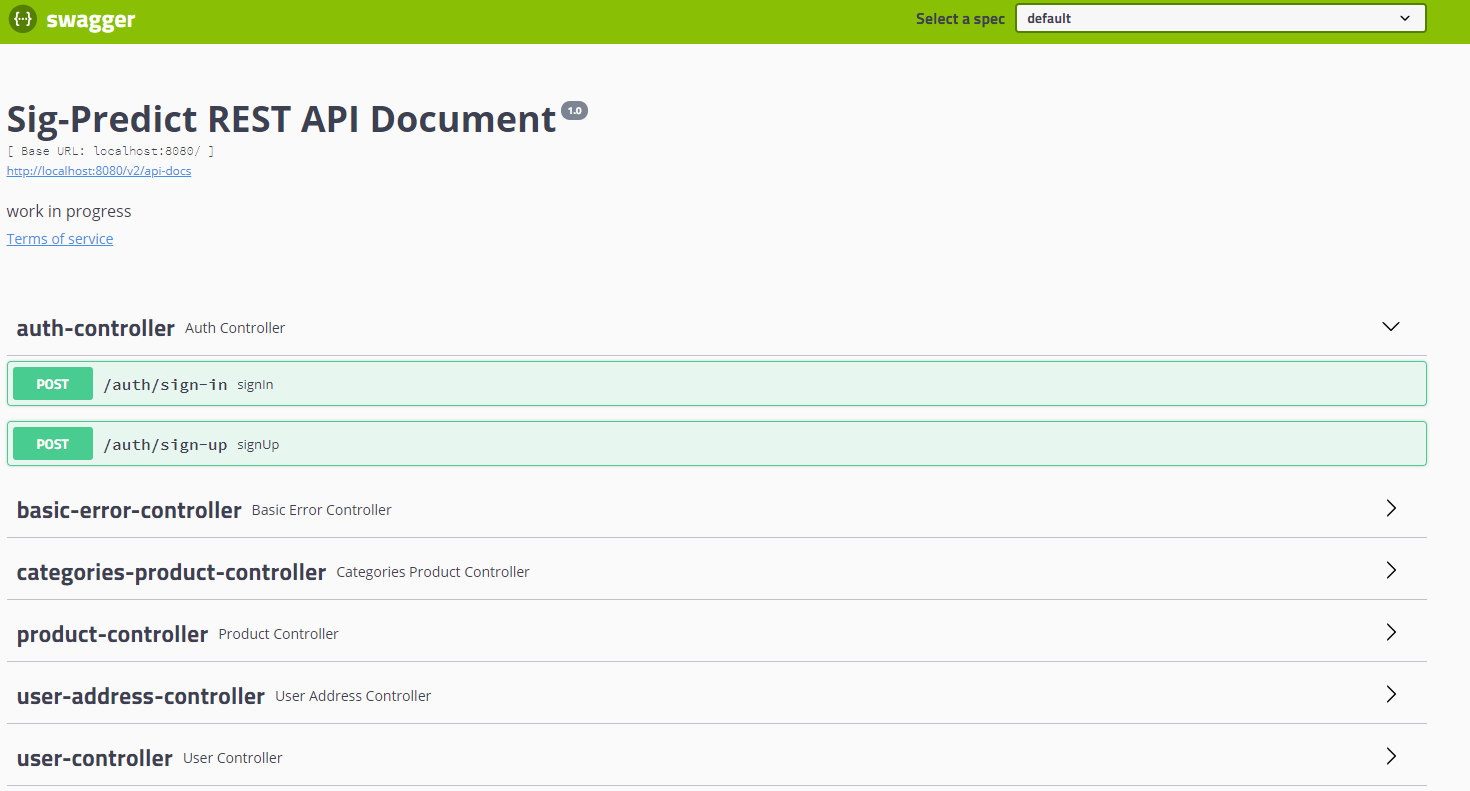 {··} swagger
Select a spec default
Sig-Predict REST API Document 1.0
[ Base URL: localhost:8080/ ]
http://localhost:8080/v2/api-docs
work in progress
Terms of service
auth-controller Auth Controller
POST /auth/sign-in signIn
POST /auth/sign-up signUp
basic-error-controller Basic Error Controller
categories-product-controller Categories Product Controller
product-controller Product Controller
user-address-controller User Address Controller
user-controller User Controller